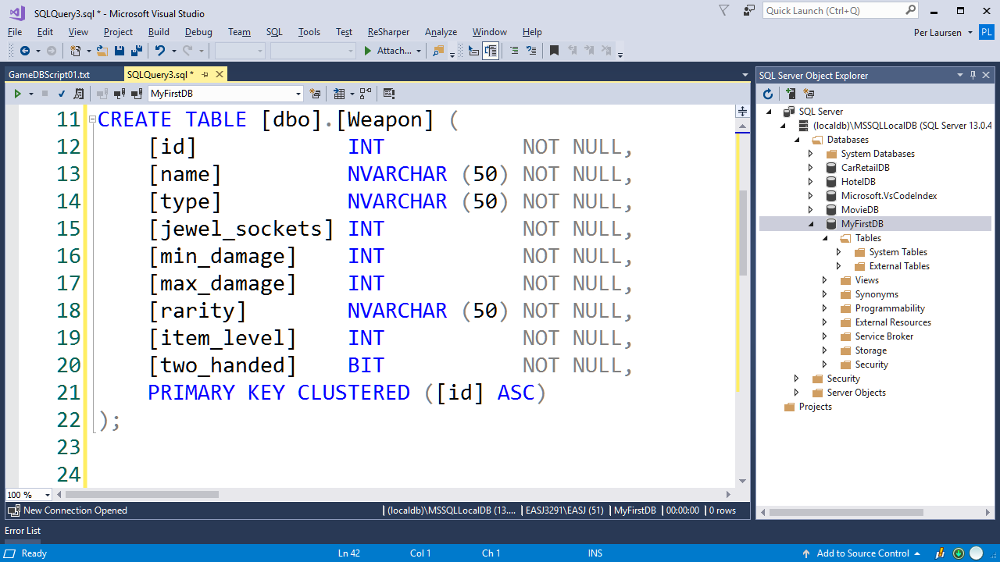 SQLQuery3.sql * - Microsoft Visual Studio
Quick Launch (Ctrl+Q)
File Edit View Project Build Debug Team SQL Tools Test ReSharper Analyze Window Help
Per Laursen PL
Attach...
GameDBScript01.txt SQLQuery3.sql *
SQL Server Object Explorer
MyFirstDB
11 CREATE TABLE [dbo].[Weapon] (
12 [id] INT NOT NULL,
13 [name] NVARCHAR (50) NOT NULL,
14 [type] NVARCHAR (50) NOT NULL,
15 [jewel_sockets] INT NOT NULL,
16 [min_damage] INT NOT NULL,
17 [max_damage] INT NOT NULL,
18 [rarity] NVARCHAR (50) NOT NULL,
19 [item_level] INT NOT NULL,
20 [two_handed] BIT NOT NULL,
21 PRIMARY KEY CLUSTERED ([id] ASC)
22 );
23
24
100 %
New Connection Opened
(localdb)\MSSQLLocalDB (13....
EASJ3291\EASJ (51)
MyFirstDB
00:00:00
0 rows
SQL Server
(localdb)\MSSQLLocalDB (SQL Server 13.0.4
Databases
System Databases
CarRetailDB
HotelDB
Microsoft.VsCodeIndex
MovieDB
MyFirstDB
Tables
System Tables
External Tables
Views
Synonyms
Programmability
External Resources
Service Broker
Storage
Security
Security
Server Objects
Projects
Error List
Ready Ln 42 Col 1 Ch 1 INS Add to Source Control